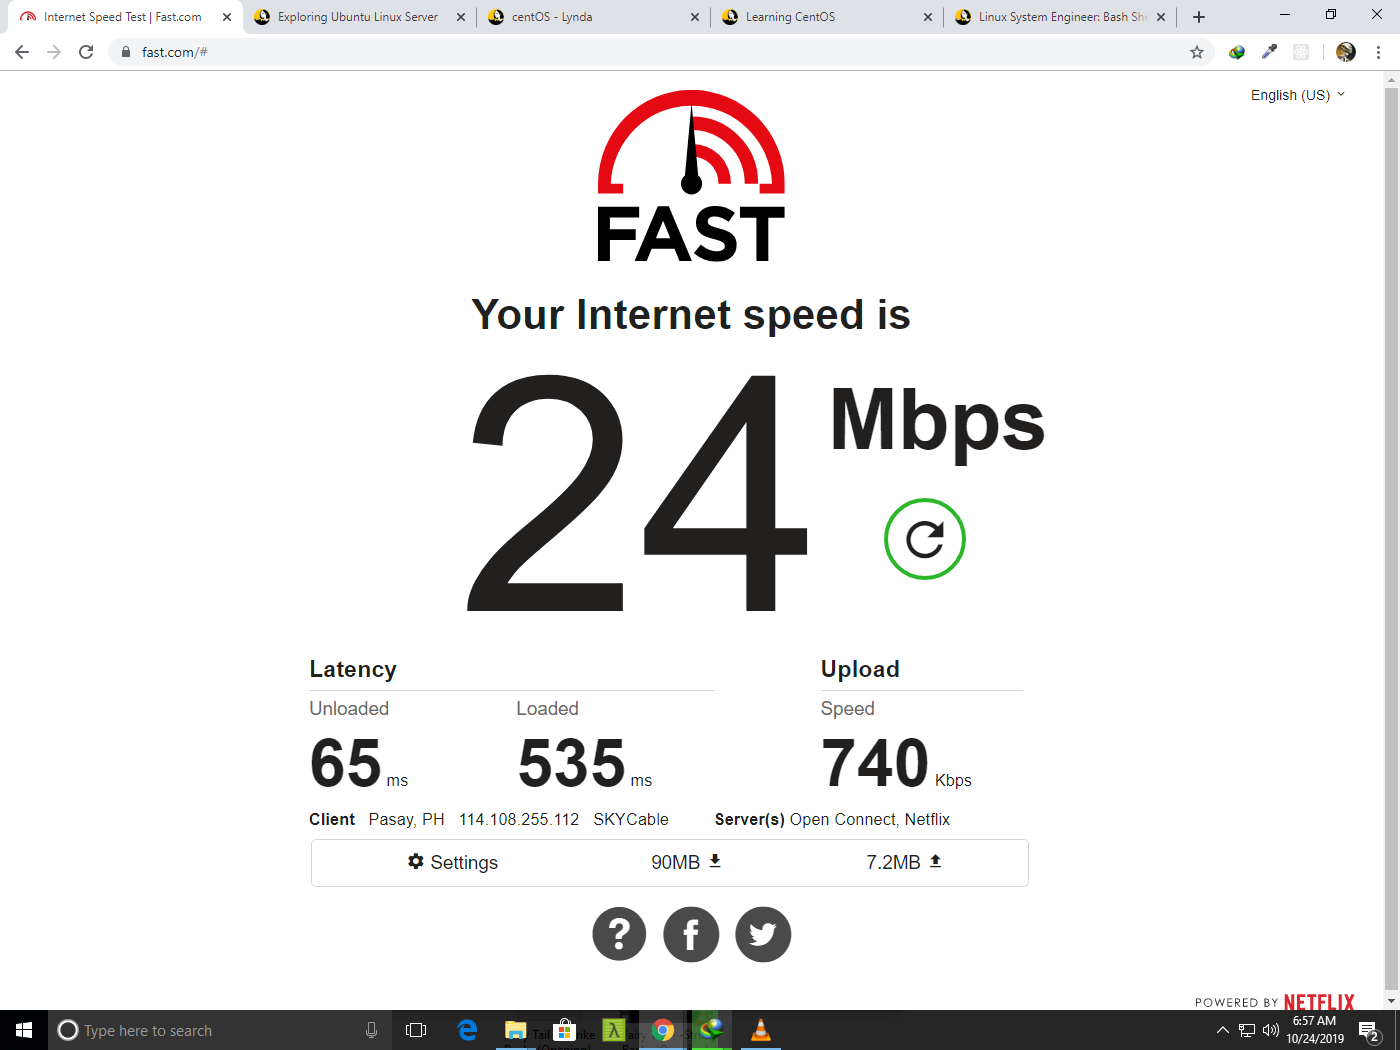 Internet Speed Test | Fast.com
Exploring Ubuntu Linux Server
centOS - Lynda
Learning CentOS
Linux System Engineer: Bash She
fast.com/#
English (US)
FAST
Your Internet speed is
24 Mbps
Latency
Upload
Unloaded
Loaded
Speed
65 ms
535 ms
740 Kbps
Client Pasay, PH 114.108.255.112 SKYCable Server(s) Open Connect, Netflix
Settings 90MB 7.2MB
POWERED BY NETFLIX
Type here to search
6:57 AM
10/24/2019
2